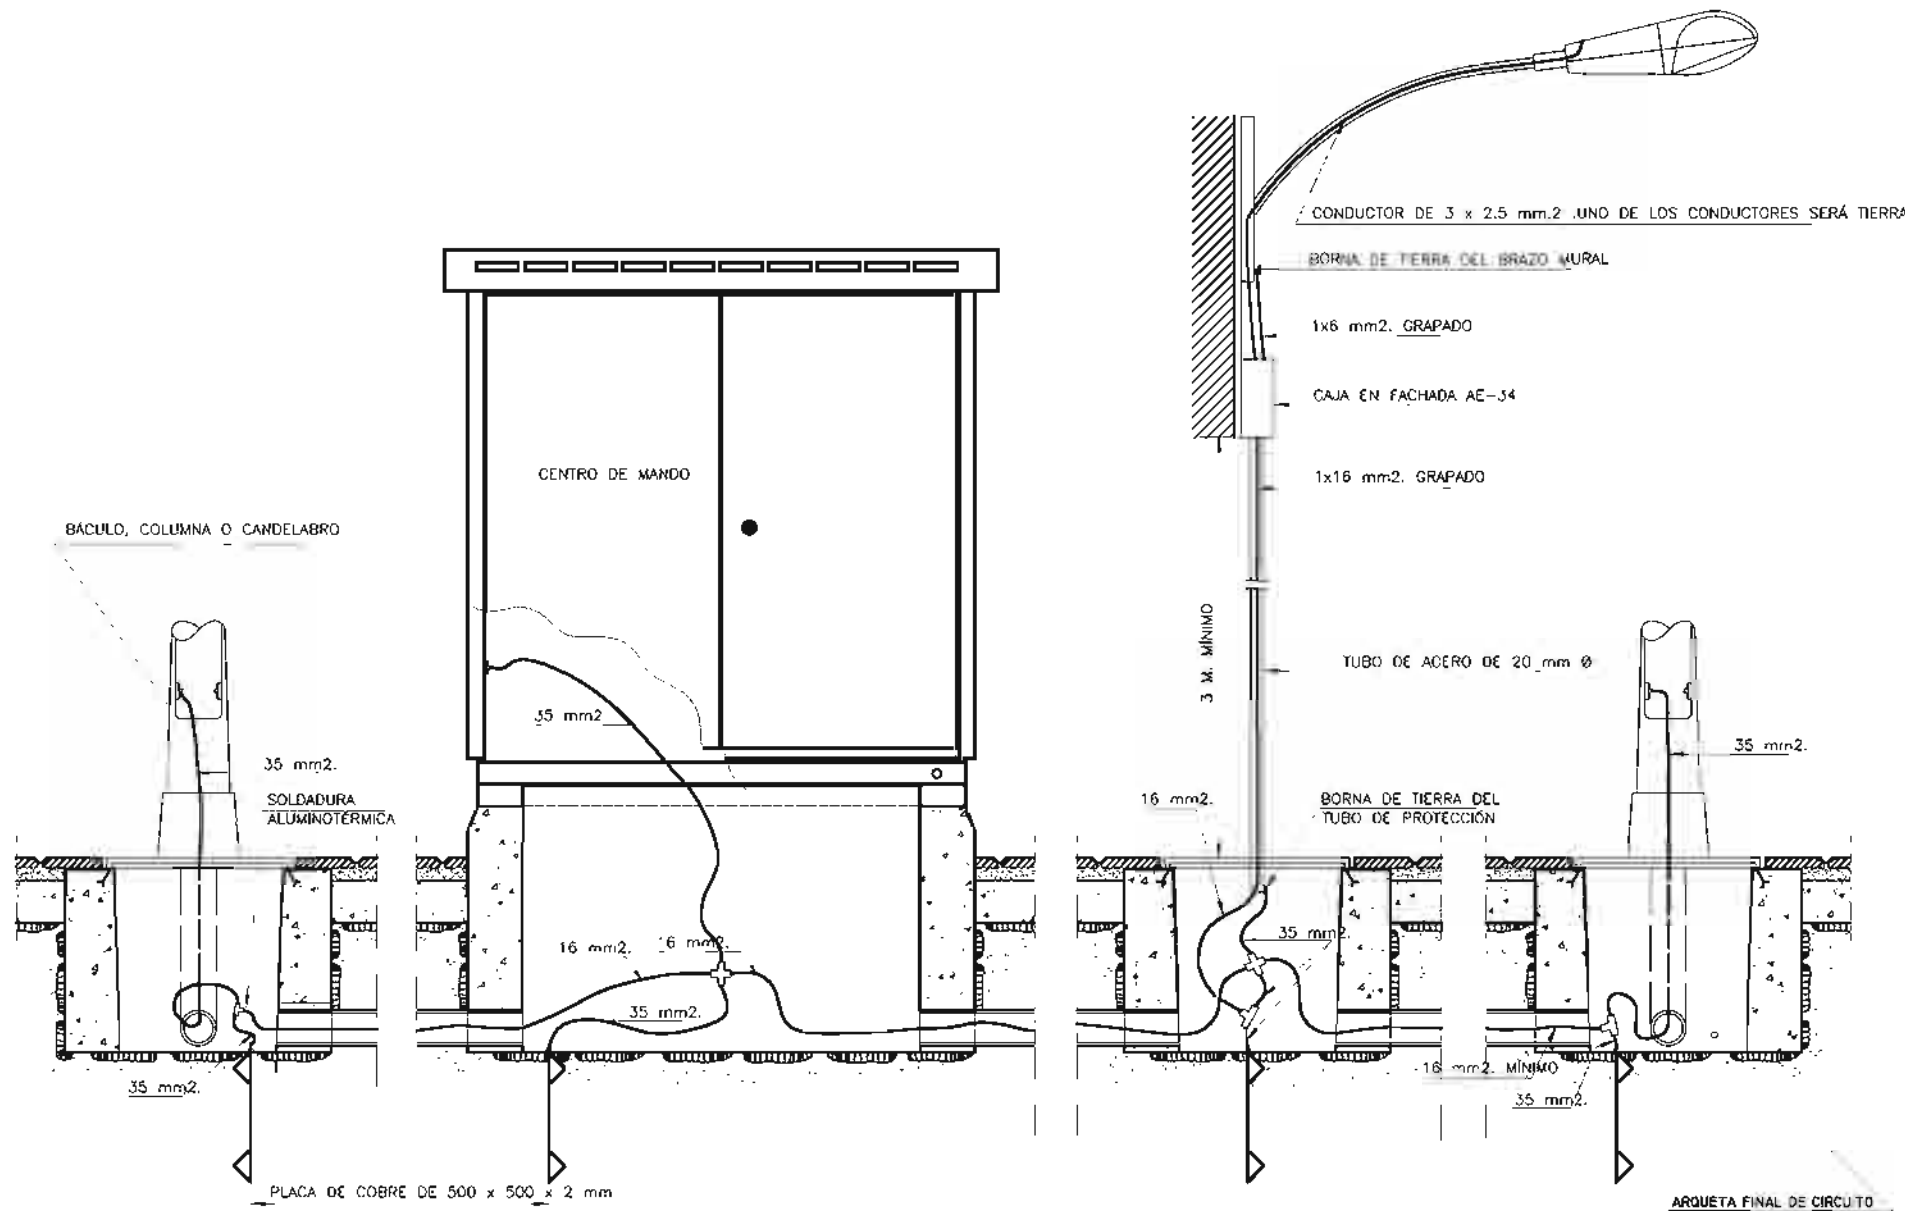 CONDUCTOR DE 3 x 2.5 mm.2 .UNO DE LOS CONDUCTORES SERÁ TIERRA
BORNA DE TIERRA DEL BRAZO MURAL
1x6 mm2. GRAPADO
CAJA EN FACHADA AE-34
1x16 mm2. GRAPADO
CENTRO DE MANDO
BÁCULO, COLUMNA O CANDELABRO
3 M. MÍNIMO
TUBO DE ACERO DE 20 mm Ø
35 mm2
35 mm2.
35 mm2.
SOLDADURA
ALUMINOTÉRMICA
16 mm2.
BORNA DE TIERRA DEL
TUBO DE PROTECCIÓN
16 mm2.
16 mm2.
35 mm2.
35 mm2.
35 mm2.
16 mm2. MÍNIMO
35 mm2.
PLACA DE COBRE DE 500 x 500 x 2 mm
ARQUETA FINAL DE CIRCUITO